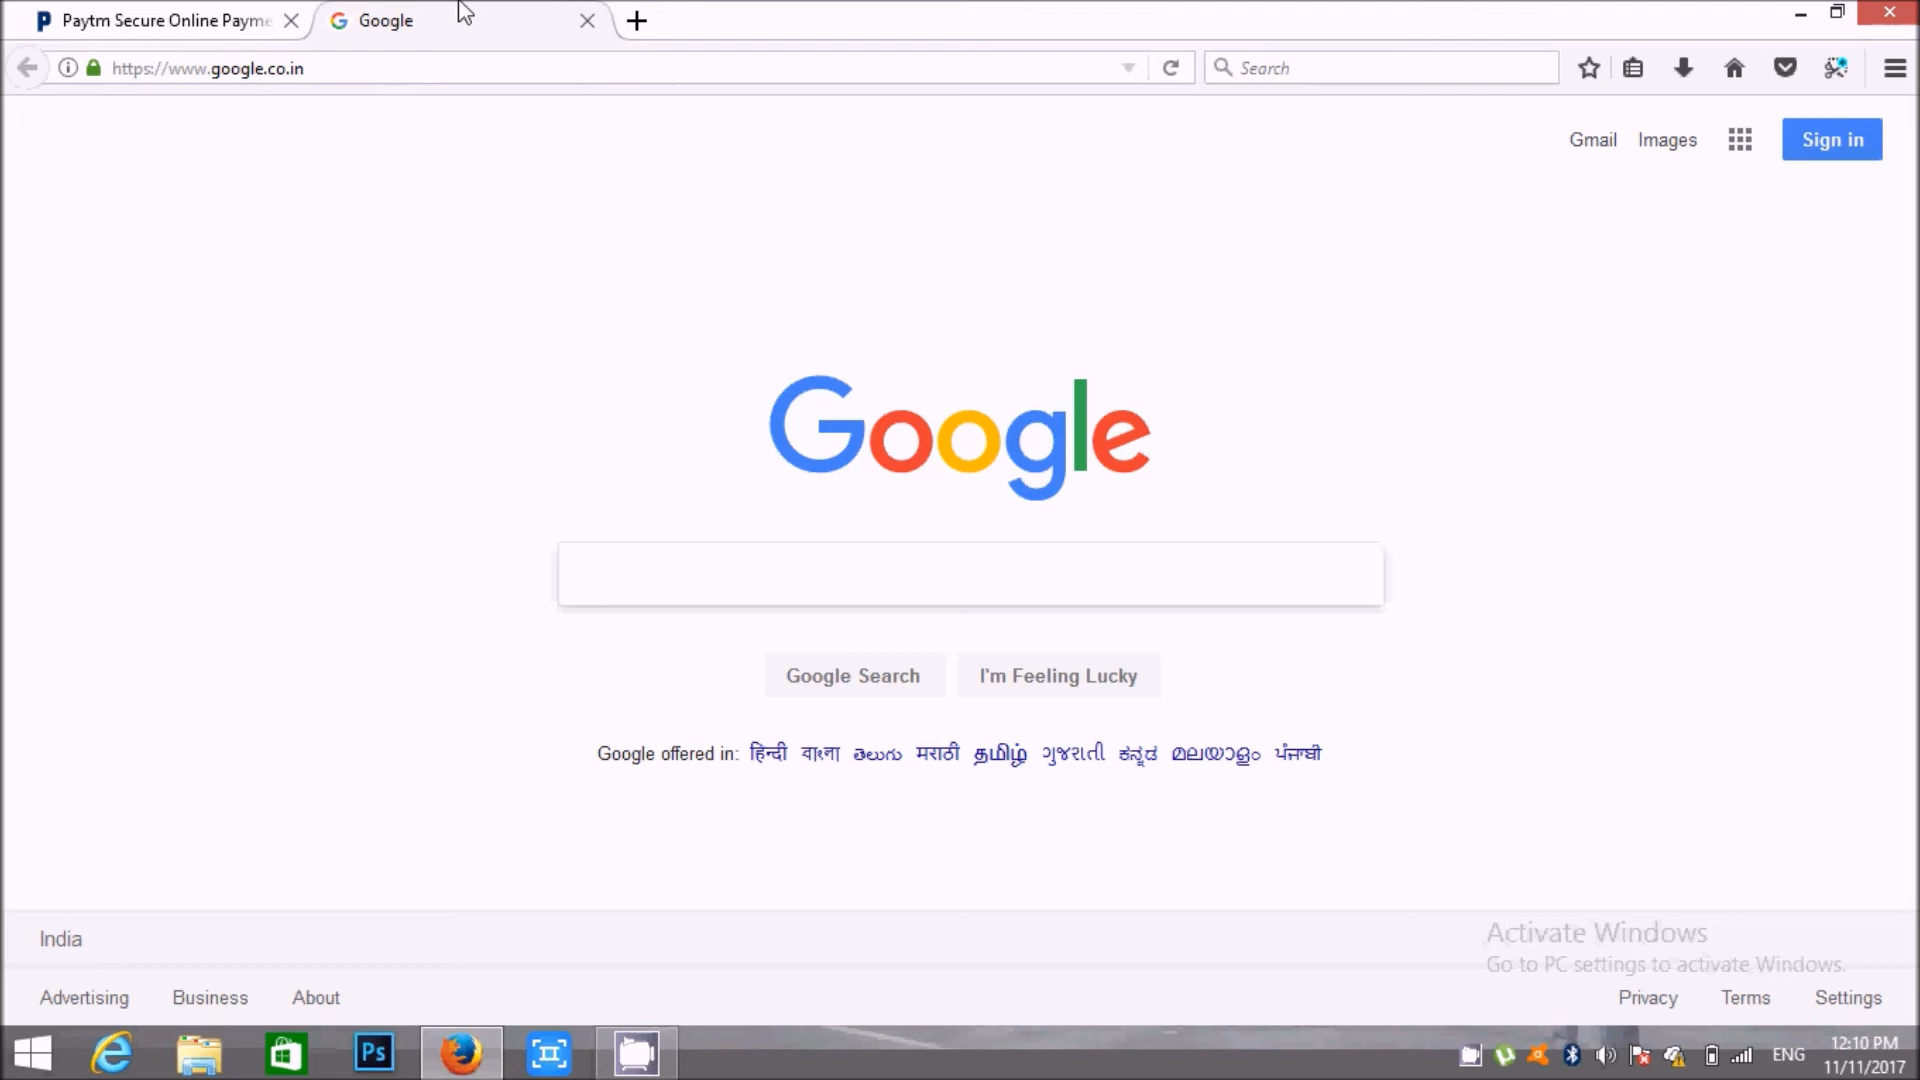 Paytm Secure Online Payme
Google
https://www.google.co.in
Search
Gmail Images
Sign in
Google
Google Search
I'm Feeling Lucky
Google offered in: हिन्दी বাংলা తెలుగు मराठी தமிழ் ગુજરાતી ಕನ್ನಡ മലയാളം ਪੰਜਾਬੀ
India
Activate Windows
Go to PC settings to activate Windows.
Advertising Business About
Privacy Terms Settings
Ps
ENG
12:10 PM
11/11/2017